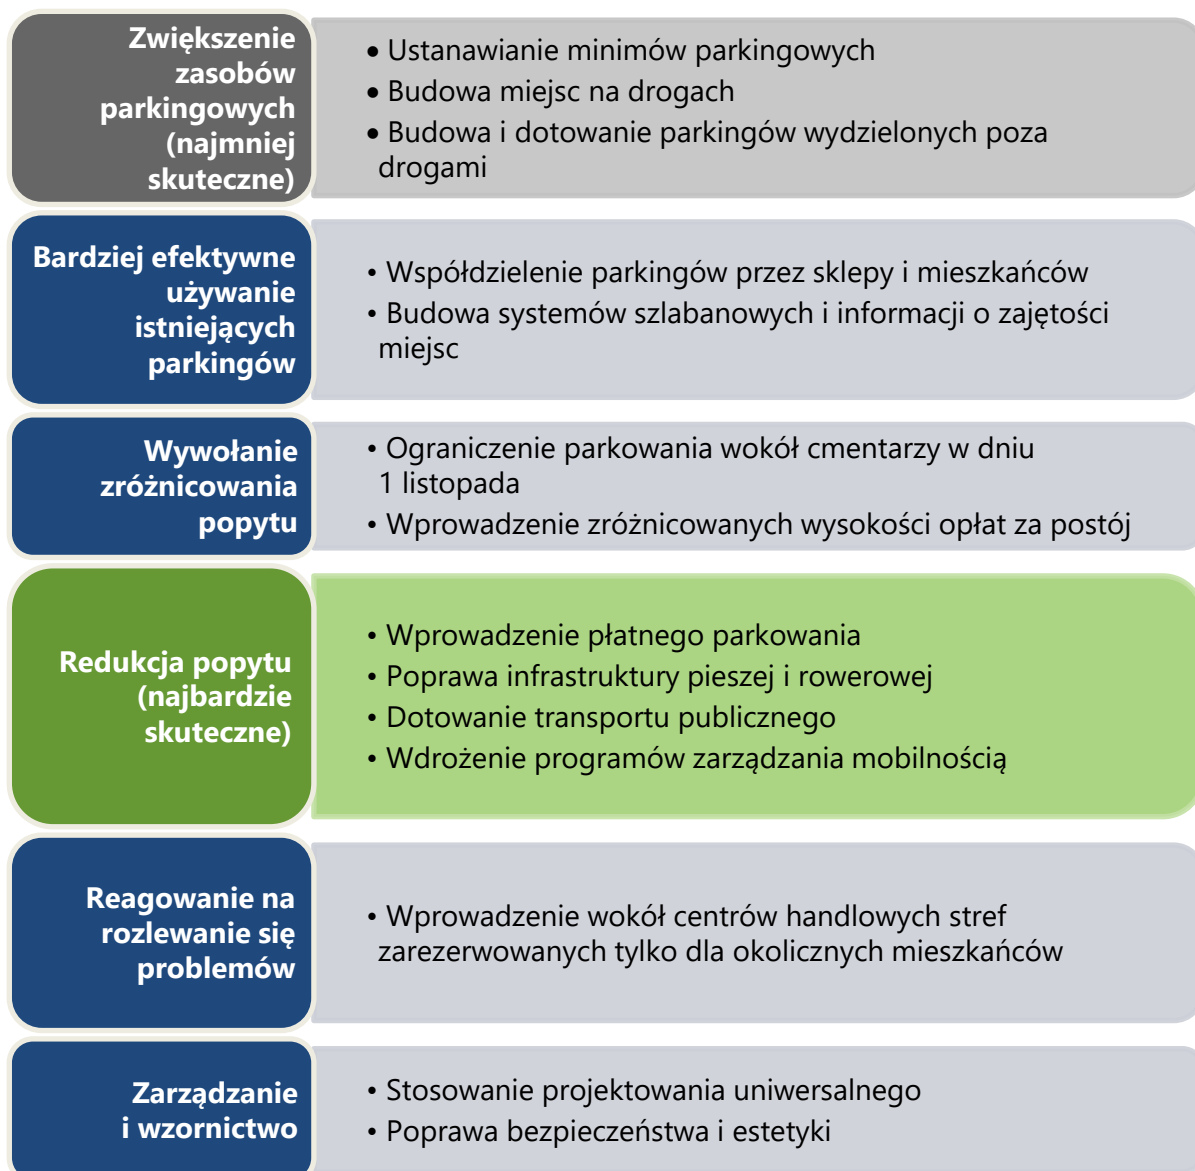 Zwiększenie
zasobów
parkingowych
(najmniej
skuteczne)
• Ustanawianie minimów parkingowych
• Budowa miejsc na drogach
• Budowa i dotowanie parkingów wydzielonych poza
drogami
Bardziej efektywne
używanie
istniejących
parkingów
• Współdzielenie parkingów przez sklepy i mieszkańców
• Budowa systemów szlabanowych i informacji o zajętości
miejsc
Wywołanie
zróżnicowania
popytu
• Ograniczenie parkowania wokół cmentarzy w dniu
1 listopada
• Wprowadzenie zróżnicowanych wysokości opłat za postój
Redukcja popytu
(najbardzie
skuteczne)
• Wprowadzenie płatnego parkowania
• Poprawa infrastruktury pieszej i rowerowej
• Dotowanie transportu publicznego
• Wdrożenie programów zarządzania mobilnością
Reagowanie na
rozlewanie się
problemów
• Wprowadzenie wokół centrów handlowych stref
zarezerwowanych tylko dla okolicznych mieszkańców
Zarządzanie
i wzornictwo
• Stosowanie projektowania uniwersalnego
• Poprawa bezpieczeństwa i estetyki